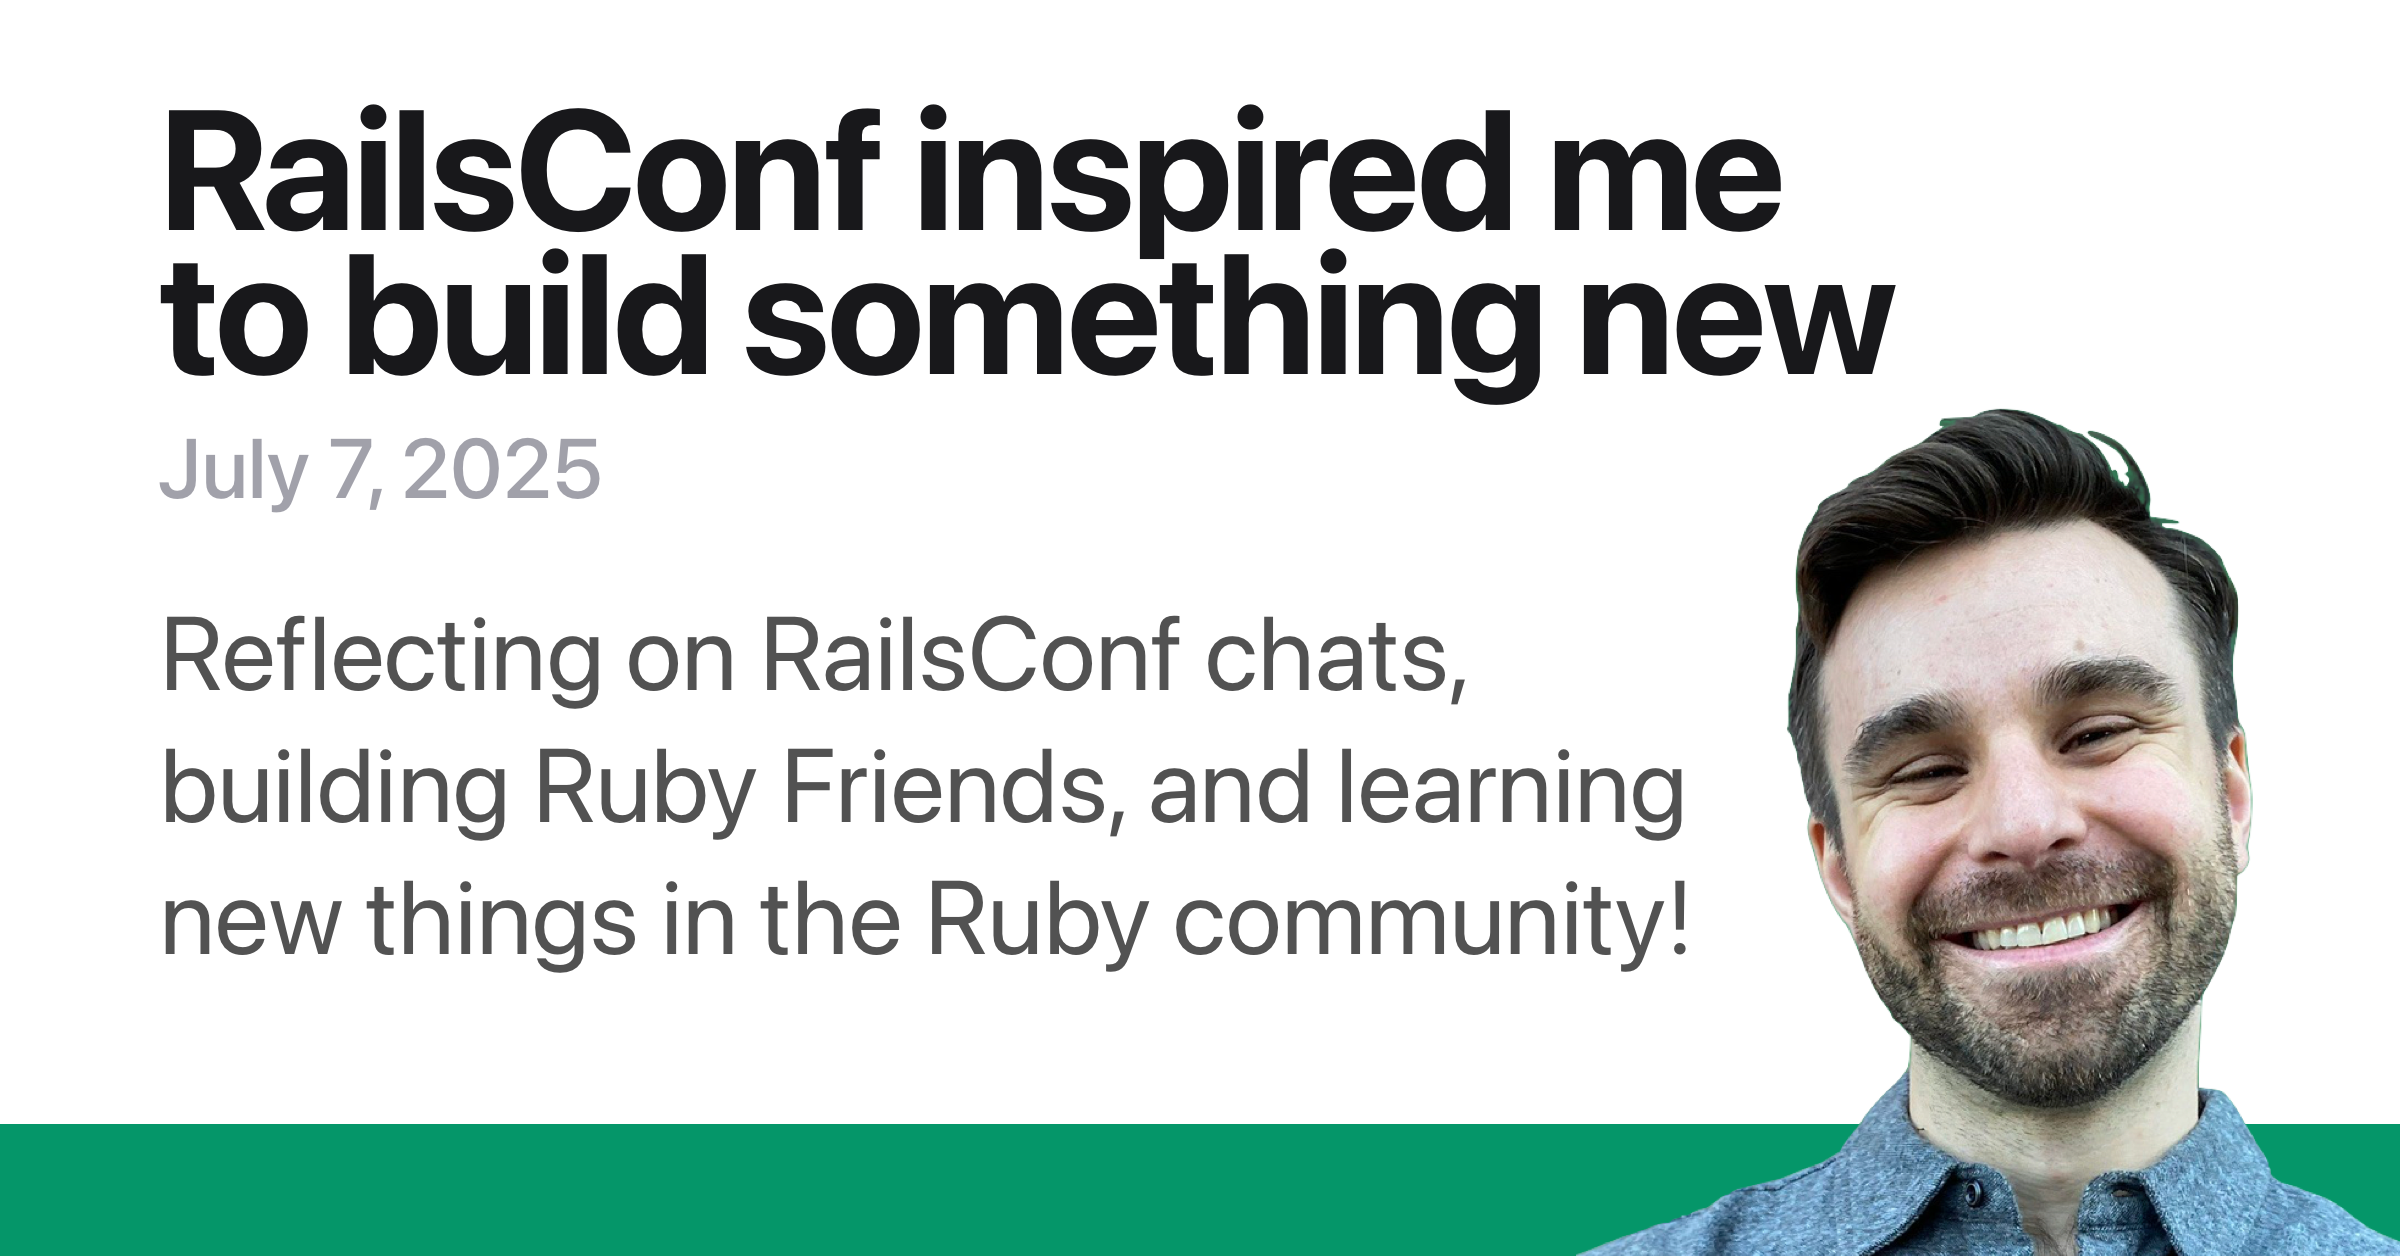 RailsConf inspired me
to build something new
July 7, 2025
Reflecting on RailsConf chats,
building Ruby Friends, and learning
new things in the Ruby community!